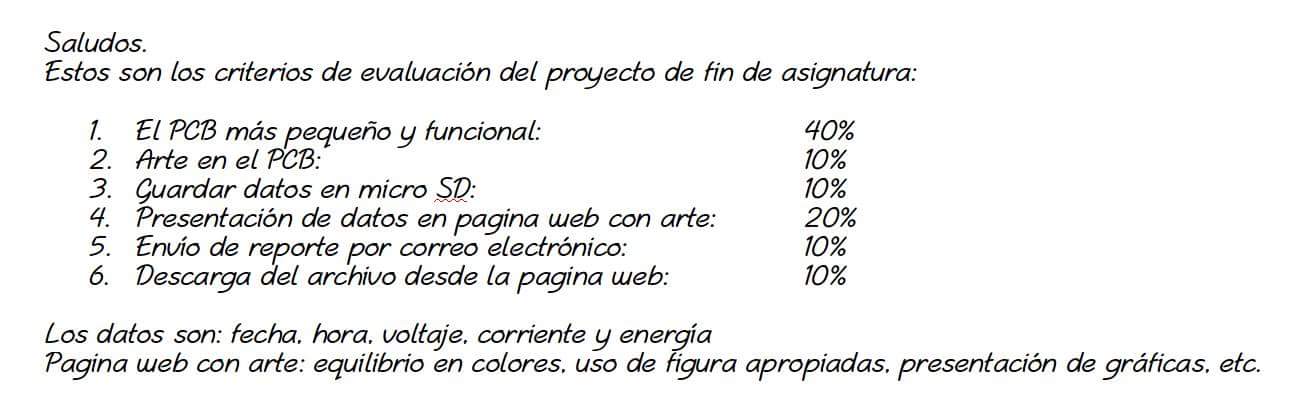 Saludos.
Estos son los criterios de evaluación del proyecto de fin de asignatura:
1. El PCB más pequeño y funcional: 40%
2. Arte en el PCB: 10%
3. Guardar datos en micro SD: 10%
4. Presentación de datos en pagina web con arte: 20%
5. Envío de reporte por correo electrónico: 10%
6. Descarga del archivo desde la pagina web: 10%
Los datos son: fecha, hora, voltaje, corriente y energía
Pagina web con arte: equilibrio en colores, uso de figura apropiadas, presentación de gráficas, etc.